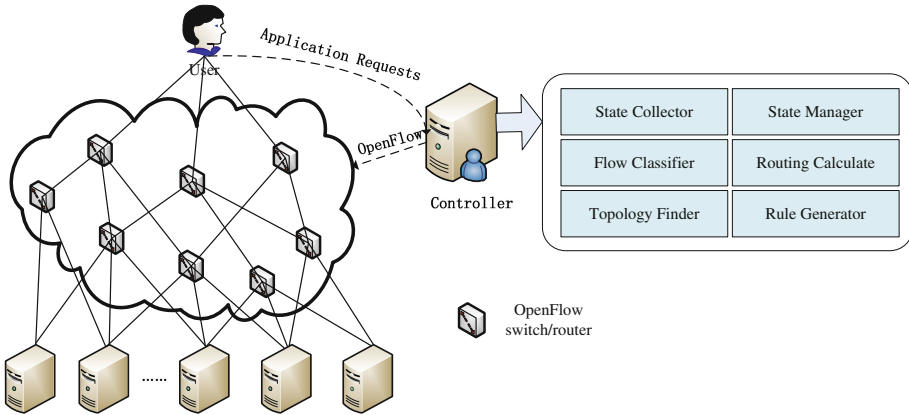 Application Requests
User
OpenFlow
Controller
State Collector
State Manager
Flow Classifier
Routing Calculate
Topology Finder
Rule Generator
OpenFlow
switch/router
......